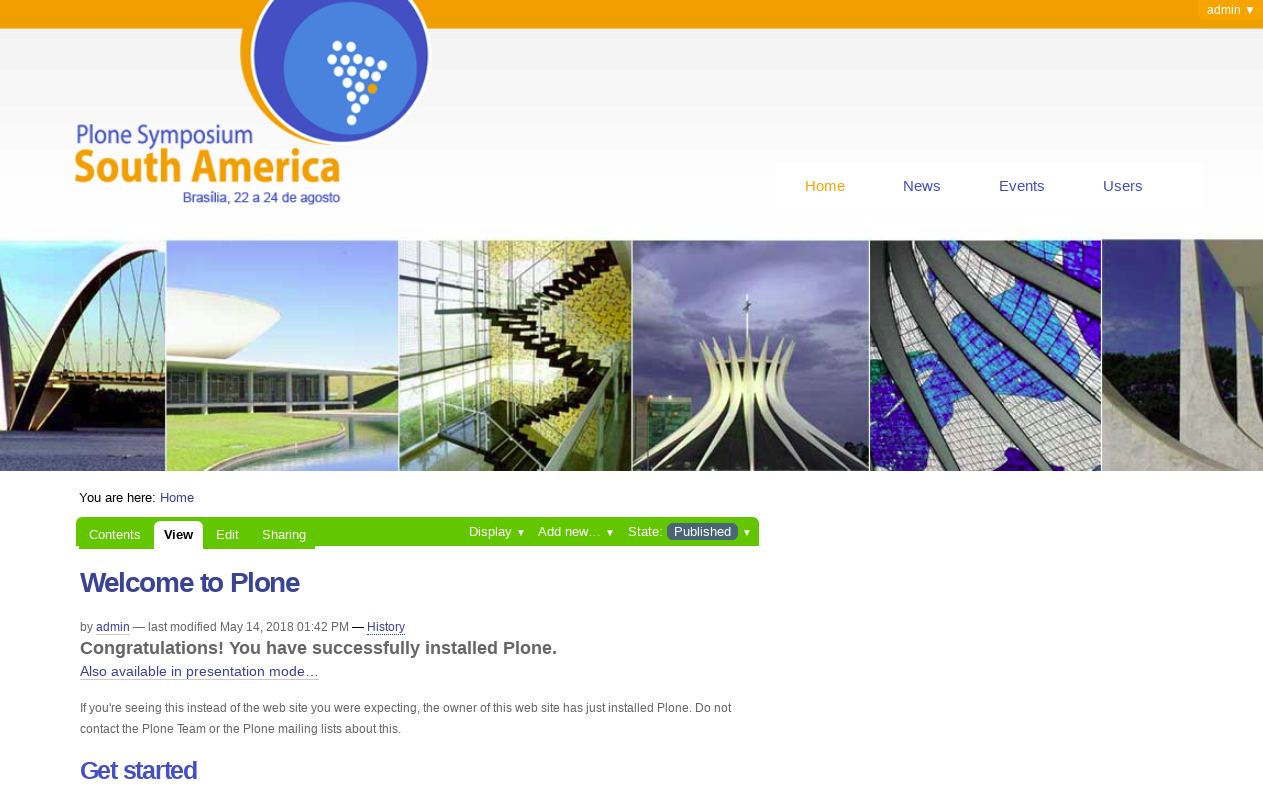 admin ▼
Plone Symposium
South America
Brasília, 22 a 24 de agosto
Home News Events Users
You are here: Home
Contents View Edit Sharing Display ▼ Add new… ▼ State: Published ▼
Welcome to Plone
by admin — last modified May 14, 2018 01:42 PM — History
Congratulations! You have successfully installed Plone.
Also available in presentation mode…
If you're seeing this instead of the web site you were expecting, the owner of this web site has just installed Plone. Do not
contact the Plone Team or the Plone mailing lists about this.
Get started